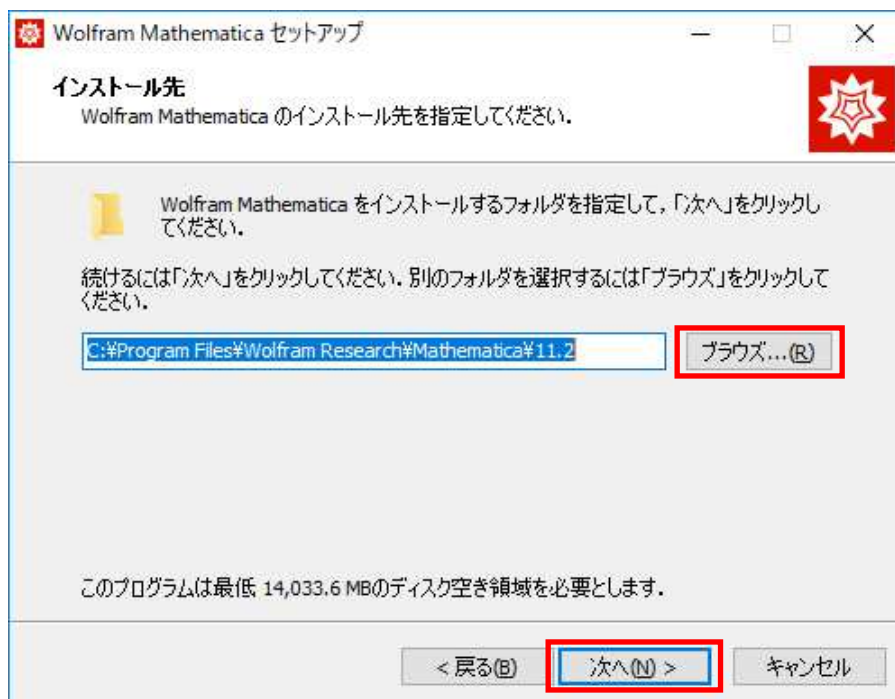 Wolfram Mathematica セットアップ
インストール先
Wolfram Mathematica のインストール先を指定してください.
Wolfram Mathematica をインストールするフォルダを指定して,「次へ」をクリックし
てください.
続けるには「次へ」をクリックしてください. 別のフォルダを選択するには「ブラウズ」をクリックして
ください.
C:¥Program Files¥Wolfram Research¥Mathematica¥11.2
ブラウズ...(R)
このプログラムは最低 14,033.6 MBのディスク空き領域を必要とします.
< 戻る(B)
次へ(N) >
キャンセル